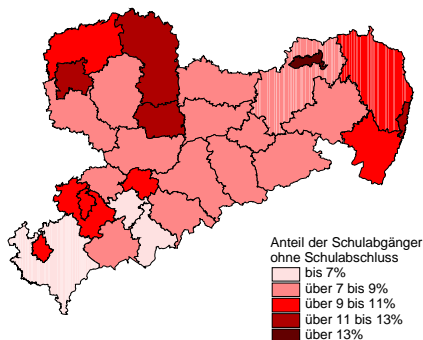 Anteil der Schulabgänger
ohne Schulabschluss
bis 7%
über 7 bis 9%
über 9 bis 11%
über 11 bis 13%
über 13%